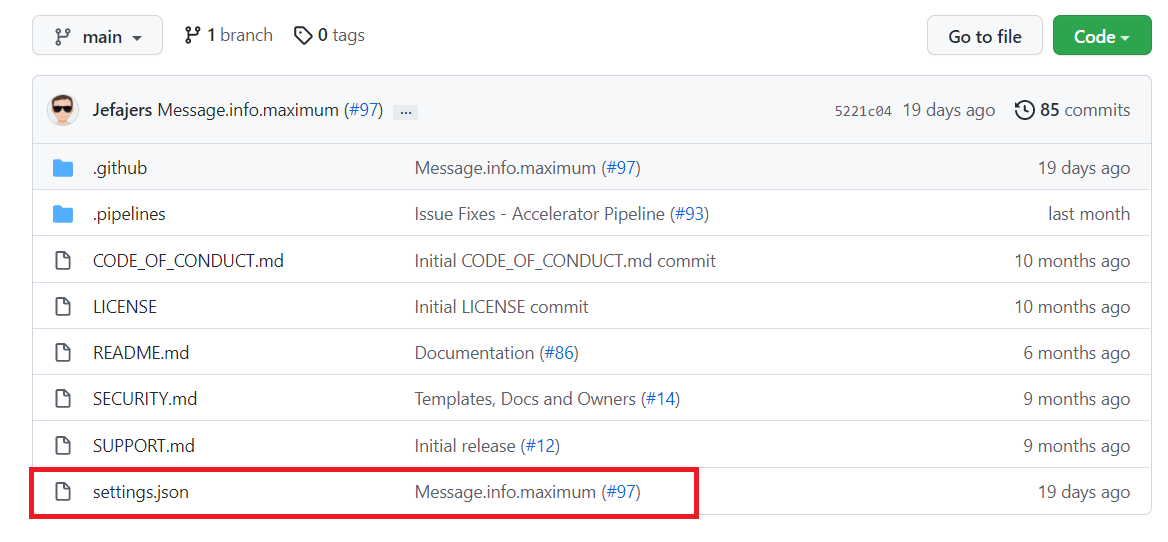 main 1 branch 0 tags Go to file Code
Jefajers Message.info.maximum (#97) ... 5221c04 19 days ago 85 commits
.github Message.info.maximum (#97) 19 days ago
.pipelines Issue Fixes - Accelerator Pipeline (#93) last month
CODE_OF_CONDUCT.md Initial CODE_OF_CONDUCT.md commit 10 months ago
LICENSE Initial LICENSE commit 10 months ago
README.md Documentation (#86) 6 months ago
SECURITY.md Templates, Docs and Owners (#14) 9 months ago
SUPPORT.md Initial release (#12) 9 months ago
settings.json Message.info.maximum (#97) 19 days ago